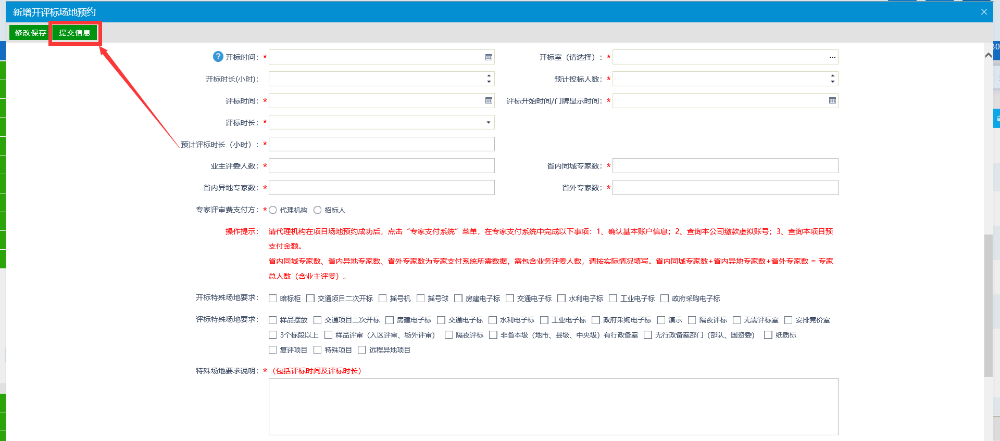 新增开评标场地预约
修改保存 提交信息
开标时间：* 开标室（请选择）：*
开标时长(小时)： 预计投标人数：*
评标时间：* 评标开始时间/门牌显示时间：*
评标时长：*
预计评标时长（小时）：*
业主评委人数：* 省内同城专家数：*
省内异地专家数：* 省外专家数：*
专家评审费支付方：* 代理机构 招标人
操作提示： 请代理机构在项目场地预约成功后，点击“专家支付系统”菜单，在专家支付系统中完成以下事项：1、确认基本账户信息；2、查询本公司缴款虚拟账号；3、查询本项目预
支付金额。
省内同城专家数、省内异地专家数、省外专家数为专家支付系统所需数据，需包含业务评委人数，请按实际情况填写。省内同城专家数+省内异地专家数+省外专家数 = 专家
总人数（含业主评委）。
开标特殊场地要求： 暗标柜 交通项目二次开标 摇号机 摇号球 房建电子标 交通电子标 水利电子标 工业电子标 政府采购电子标
评标特殊场地要求： 样品摆放 交通项目二次开标 房建电子标 交通电子标 水利电子标 工业电子标 政府采购电子标 演示 隔夜评标 无需评标室 安排竞价室
3个标段以上 样品评审（入区评审、场外评审） 隔夜评标 非省本级（地市、县级、中央级）有行政备案 无行政备案部门（部队、国资委） 纸质标
复评项目 特殊项目 远程异地项目
特殊场地要求说明：*（包括评标时间及评标时长）